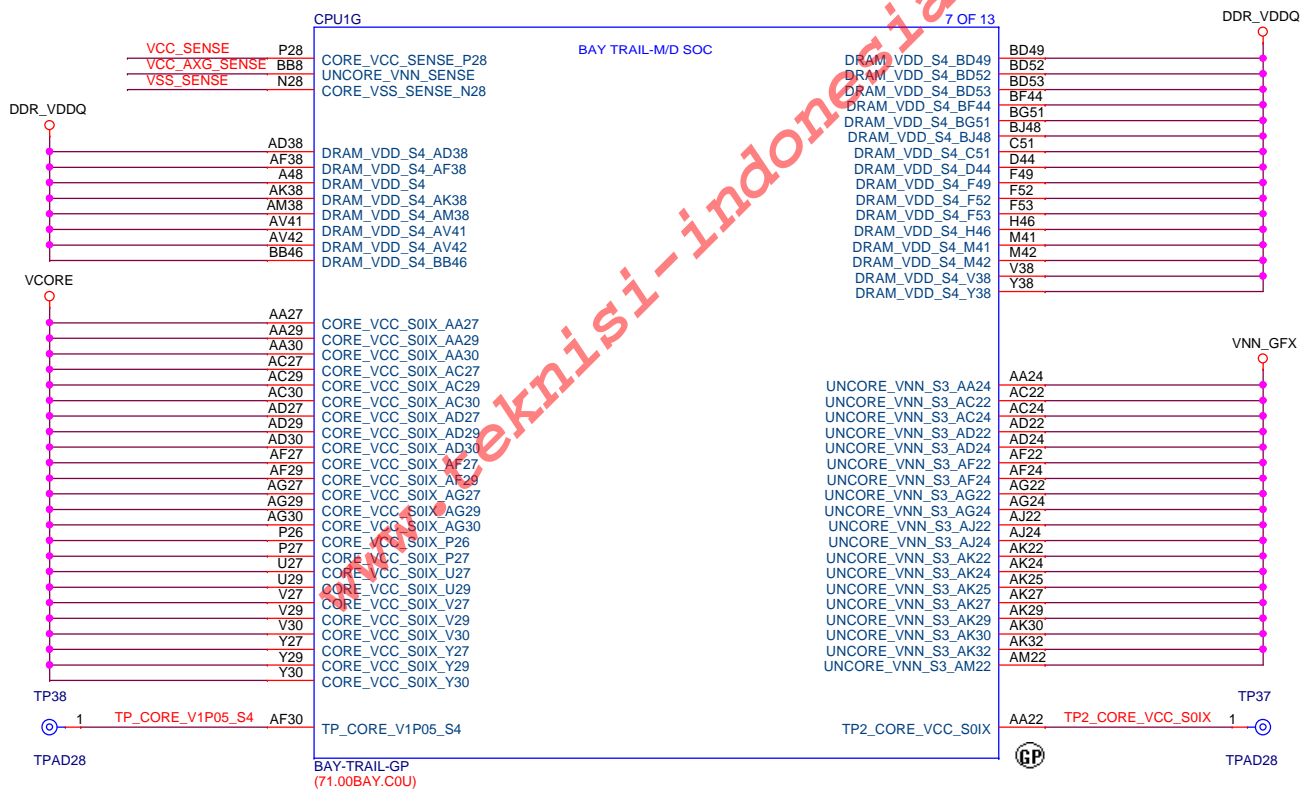 CPU1G 7 OF 13 DDR_VDDQ
BAY TRAIL-M/D SOC
VCC_SENSE P28 CORE_VCC_SENSE_P28
VCC_AXG_SENSE BB8 UNCORE_VNN_SENSE
VSS_SENSE N28 CORE_VSS_SENSE_N28
DDR_VDDQ
AD38 DRAM_VDD_S4_AD38
AF38 DRAM_VDD_S4_AF38
A48 DRAM_VDD_S4
AK38 DRAM_VDD_S4_AK38
AM38 DRAM_VDD_S4_AM38
AV41 DRAM_VDD_S4_AV41
AV42 DRAM_VDD_S4_AV42
BB46 DRAM_VDD_S4_BB46
VCORE
AA27 CORE_VCC_S0IX_AA27
AA29 CORE_VCC_S0IX_AA29
AA30 CORE_VCC_S0IX_AA30
AC27 CORE_VCC_S0IX_AC27
AC29 CORE_VCC_S0IX_AC29
AC30 CORE_VCC_S0IX_AC30
AD27 CORE_VCC_S0IX_AD27
AD29 CORE_VCC_S0IX_AD29
AD30 CORE_VCC_S0IX_AD30
AF27 CORE_VCC_S0IX_AF27
AF29 CORE_VCC_S0IX_AF29
AG27 CORE_VCC_S0IX_AG27
AG29 CORE_VCC_S0IX_AG29
AG30 CORE_VCC_S0IX_AG30
P26 CORE_VCC_S0IX_P26
P27 CORE_VCC_S0IX_P27
U27 CORE_VCC_S0IX_U27
U29 CORE_VCC_S0IX_U29
V27 CORE_VCC_S0IX_V27
V29 CORE_VCC_S0IX_V29
V30 CORE_VCC_S0IX_V30
Y27 CORE_VCC_S0IX_Y27
Y29 CORE_VCC_S0IX_Y29
Y30 CORE_VCC_S0IX_Y30
TP38
1 TP_CORE_V1P05_S4 AF30 TP_CORE_V1P05_S4
TPAD28
BAY-TRAIL-GP
(71.00BAY.C0U)
DRAM_VDD_S4_BD49 BD49
DRAM_VDD_S4_BD52 BD52
DRAM_VDD_S4_BD53 BD53
DRAM_VDD_S4_BF44 BF44
DRAM_VDD_S4_BG51 BG51
DRAM_VDD_S4_BJ48 BJ48
DRAM_VDD_S4_C51 C51
DRAM_VDD_S4_D44 D44
DRAM_VDD_S4_F49 F49
DRAM_VDD_S4_F52 F52
DRAM_VDD_S4_F53 F53
DRAM_VDD_S4_H46 H46
DRAM_VDD_S4_M41 M41
DRAM_VDD_S4_M42 M42
DRAM_VDD_S4_V38 V38
DRAM_VDD_S4_Y38 Y38
VNN_GFX
UNCORE_VNN_S3_AA24 AA24
UNCORE_VNN_S3_AC22 AC22
UNCORE_VNN_S3_AC24 AC24
UNCORE_VNN_S3_AD22 AD22
UNCORE_VNN_S3_AD24 AD24
UNCORE_VNN_S3_AF22 AF22
UNCORE_VNN_S3_AF24 AF24
UNCORE_VNN_S3_AG22 AG22
UNCORE_VNN_S3_AG24 AG24
UNCORE_VNN_S3_AJ22 AJ22
UNCORE_VNN_S3_AJ24 AJ24
UNCORE_VNN_S3_AK22 AK22
UNCORE_VNN_S3_AK24 AK24
UNCORE_VNN_S3_AK25 AK25
UNCORE_VNN_S3_AK27 AK27
UNCORE_VNN_S3_AK29 AK29
UNCORE_VNN_S3_AK30 AK30
UNCORE_VNN_S3_AK32 AK32
UNCORE_VNN_S3_AM22 AM22
TP37
TP2_CORE_VCC_S0IX AA22 TP2_CORE_VCC_S0IX 1
GP
TPAD28
www.teknisi-indonesia